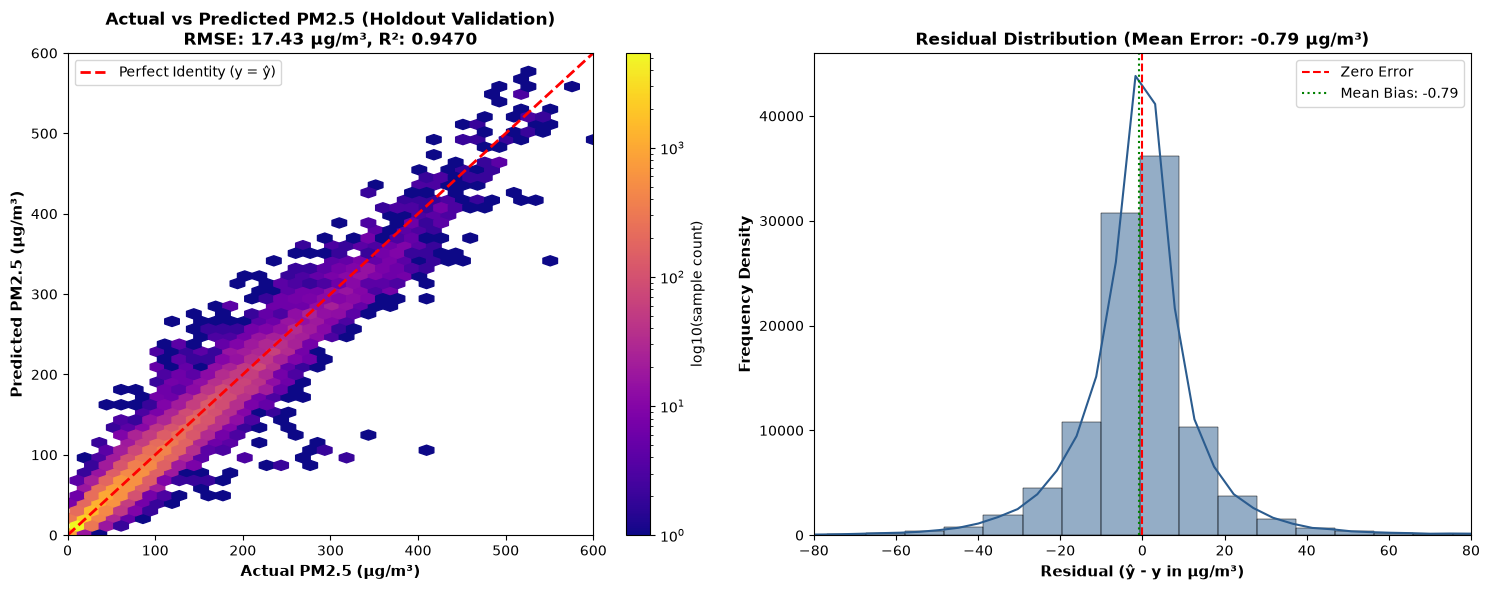 Actual vs Predicted PM2.5 (Holdout Validation)
RMSE: 17.43 μg/m³, R²: 0.9470
Perfect Identity (y = ŷ)
600
500
400
300
200
100
0
Predicted PM2.5 (μg/m³)
0 100 200 300 400 500 600
Actual PM2.5 (μg/m³)
10³
10²
10¹
10⁰
log10(sample count)
Residual Distribution (Mean Error: -0.79 μg/m³)
Zero Error
Mean Bias: -0.79
40000
30000
20000
10000
0
Frequency Density
−80 −60 −40 −20 0 20 40 60 80
Residual (ŷ - y in μg/m³)